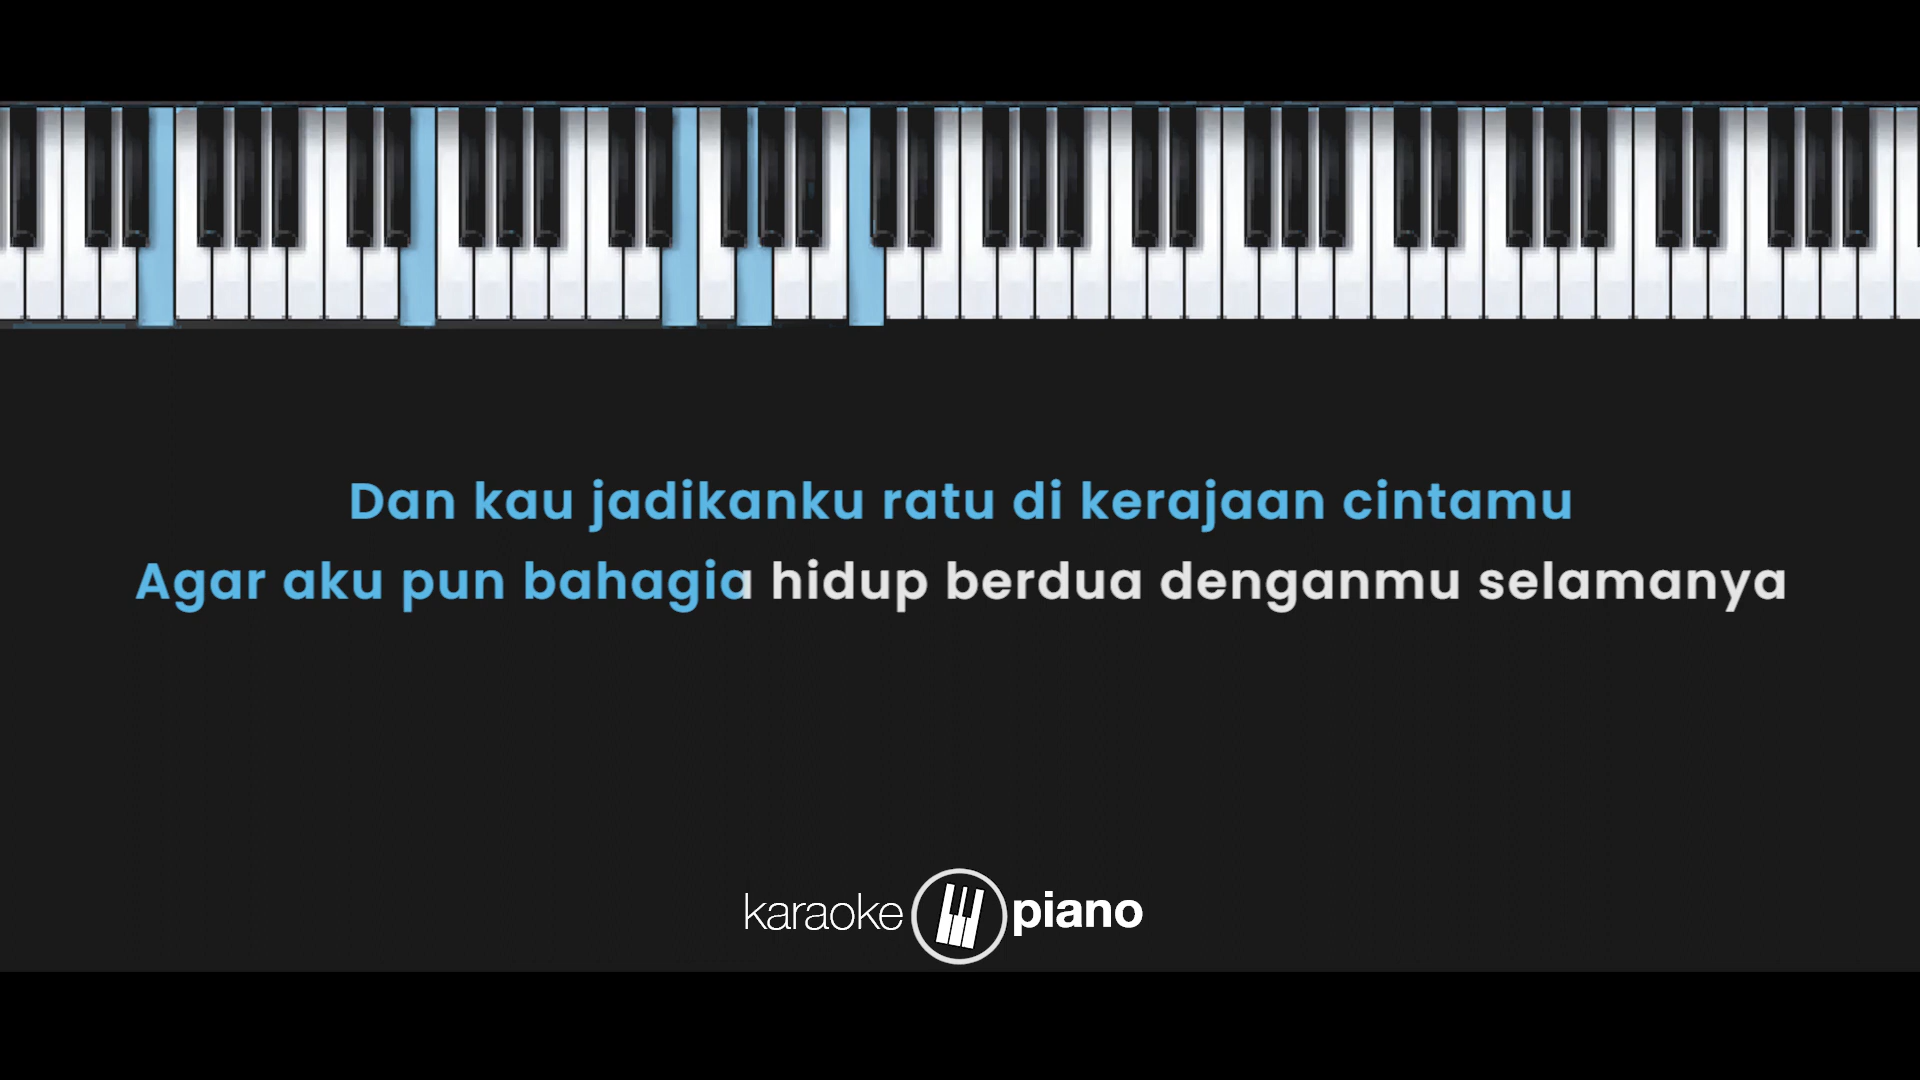 Dan kau jadikanku ratu di kerajaan cintamu
Agar aku pun bahagia hidup berdua denganmu selamanya
karaoke piano